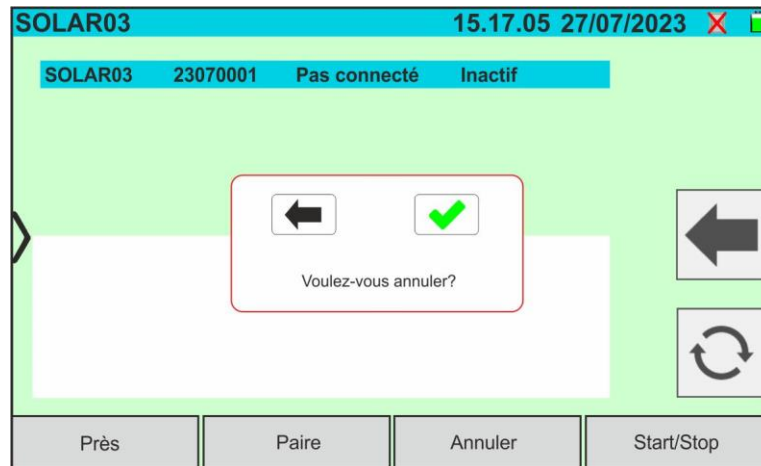 SOLAR03 15.17.05 27/07/2023
SOLAR03 23070001 Pas connecté Inactif
Voulez-vous annuler?
Près Paire Annuler Start/Stop